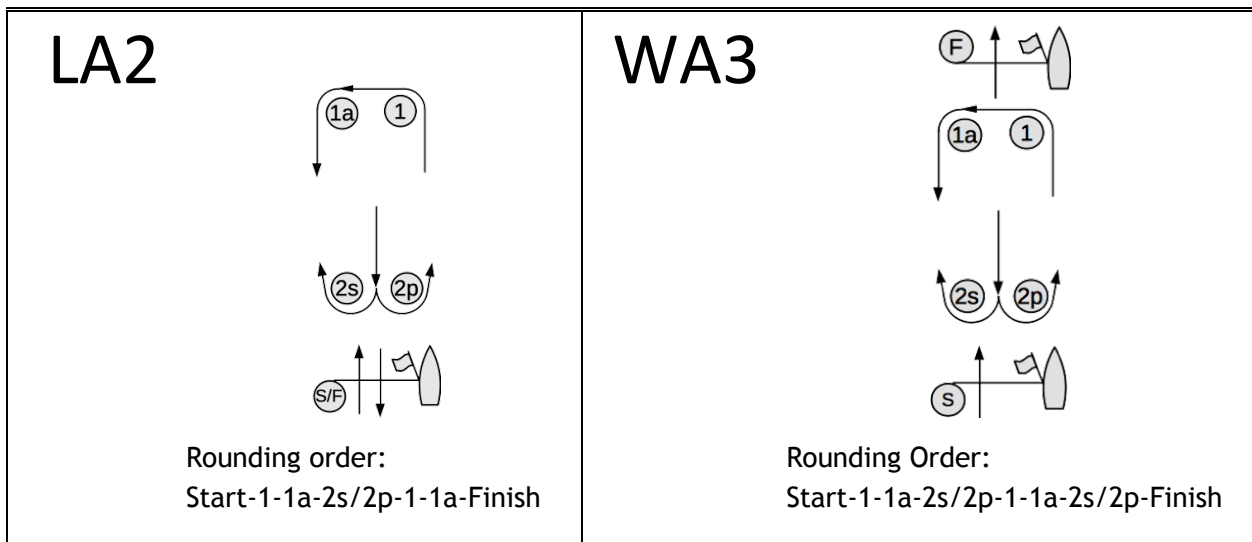 LA2
1a
1
2s
2p
S/F
Rounding order:
Start-1-1a-2s/2p-1-1a-Finish
WA3
F
1a
1
2s
2p
S
Rounding Order:
Start-1-1a-2s/2p-1-1a-2s/2p-Finish